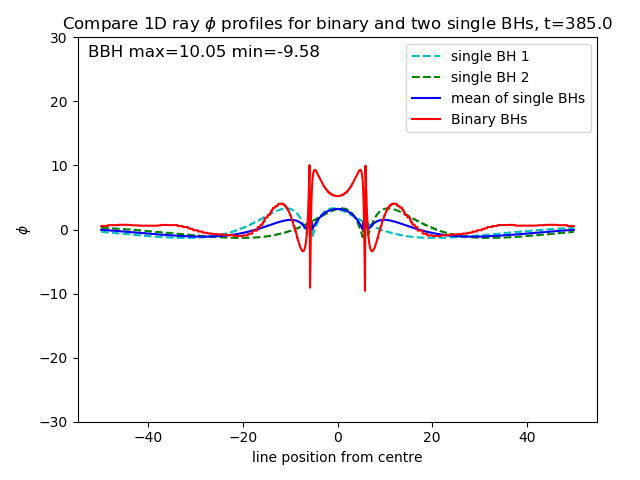 Compare 1D ray ϕ profiles for binary and two single BHs, t=385.0
BBH max=10.05 min=-9.58
single BH 1
single BH 2
mean of single BHs
Binary BHs
30
20
10
0
−10
−20
−30
ϕ
−40
−20
0
20
40
line position from centre